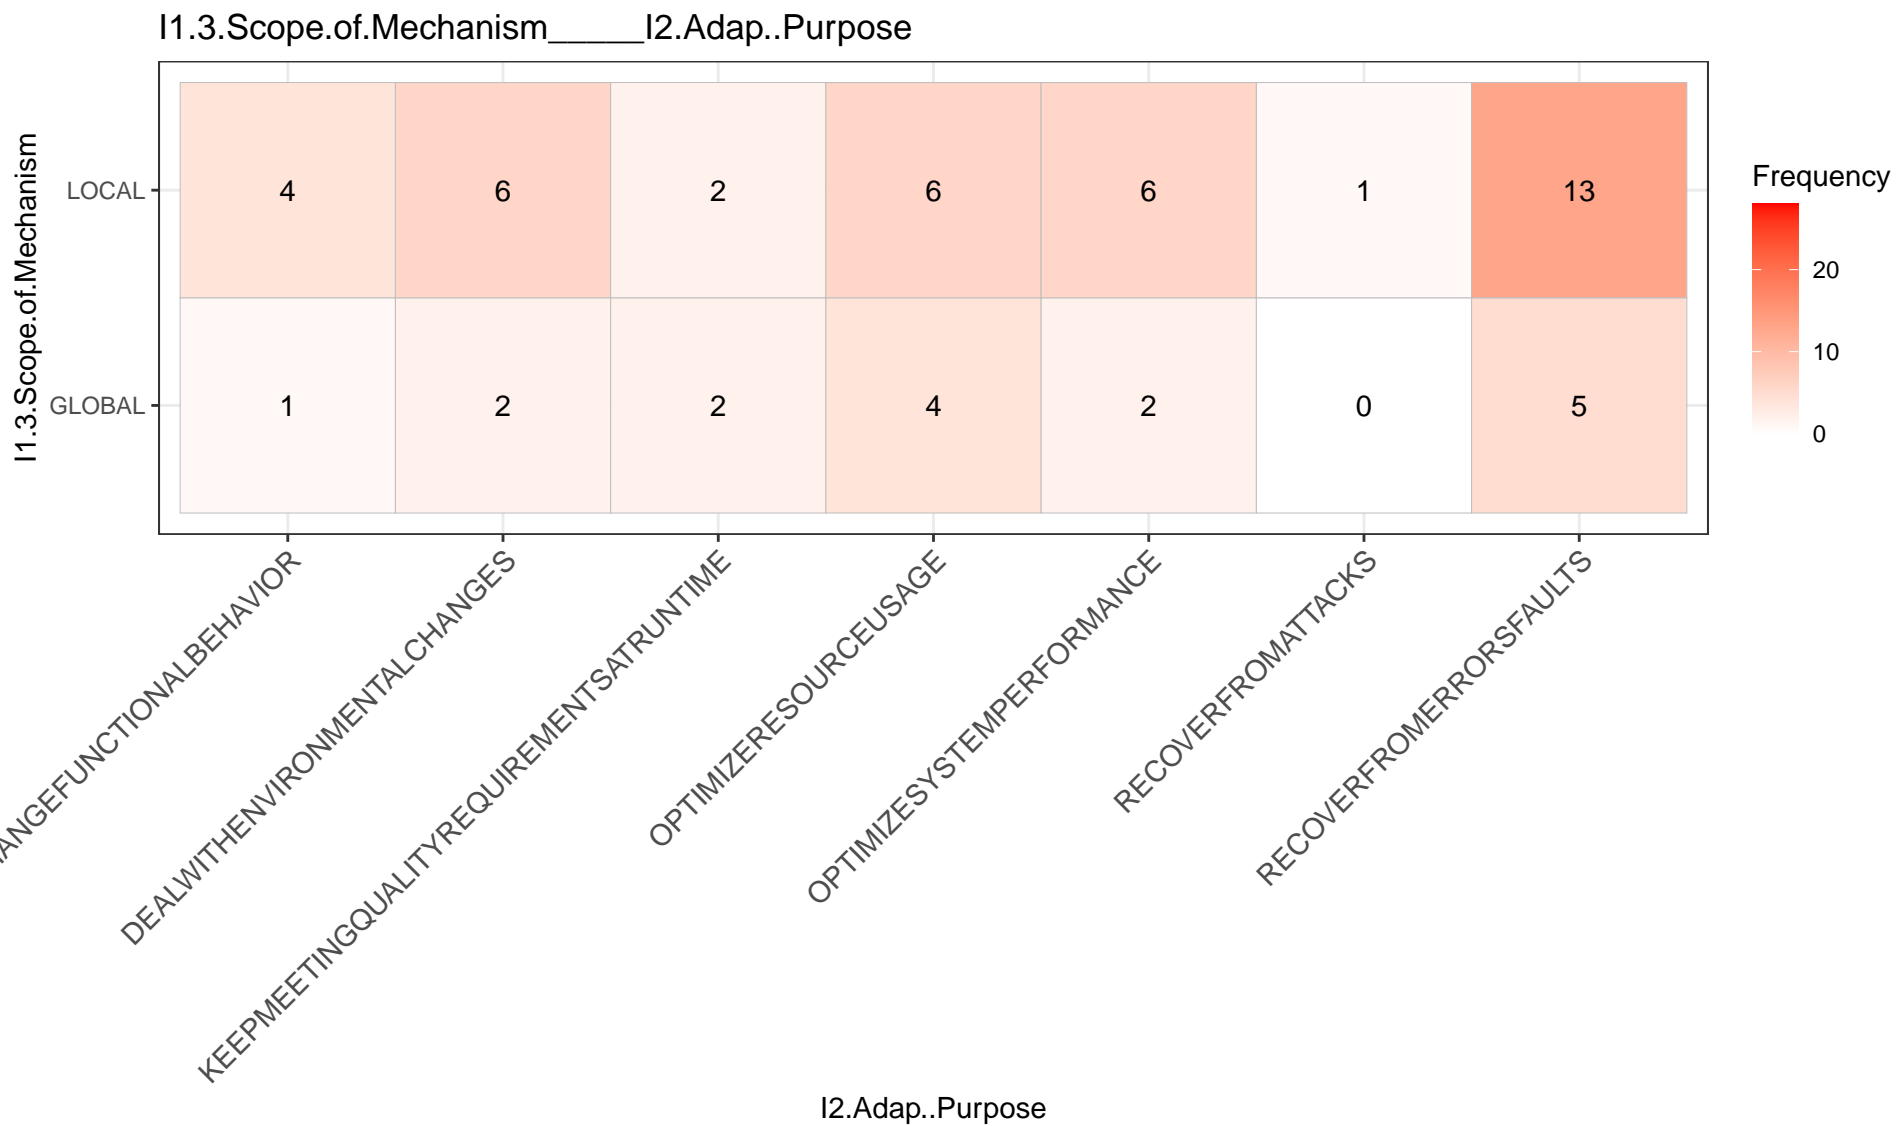 I1.3.Scope.of.Mechanism_____I2.Adap..Purpose
I1.3.Scope.of.Mechanism
LOCAL
4 6 2 6 6 1 13
GLOBAL
1 2 2 4 2 0 5
Frequency
20
10
0
ANGEFUNCTIONALBEHAVIOR
DEALWITHENVIRONMENTALCHANGES
KEEPMEETINGQUALITYREQUIREMENTSATRUNTIME
OPTIMIZERESOURCEUSAGE
OPTIMIZESYSTEMPERFORMANCE
RECOVERFROMATTACKS
RECOVERFROMERRORSFAULTS
I2.Adap..Purpose